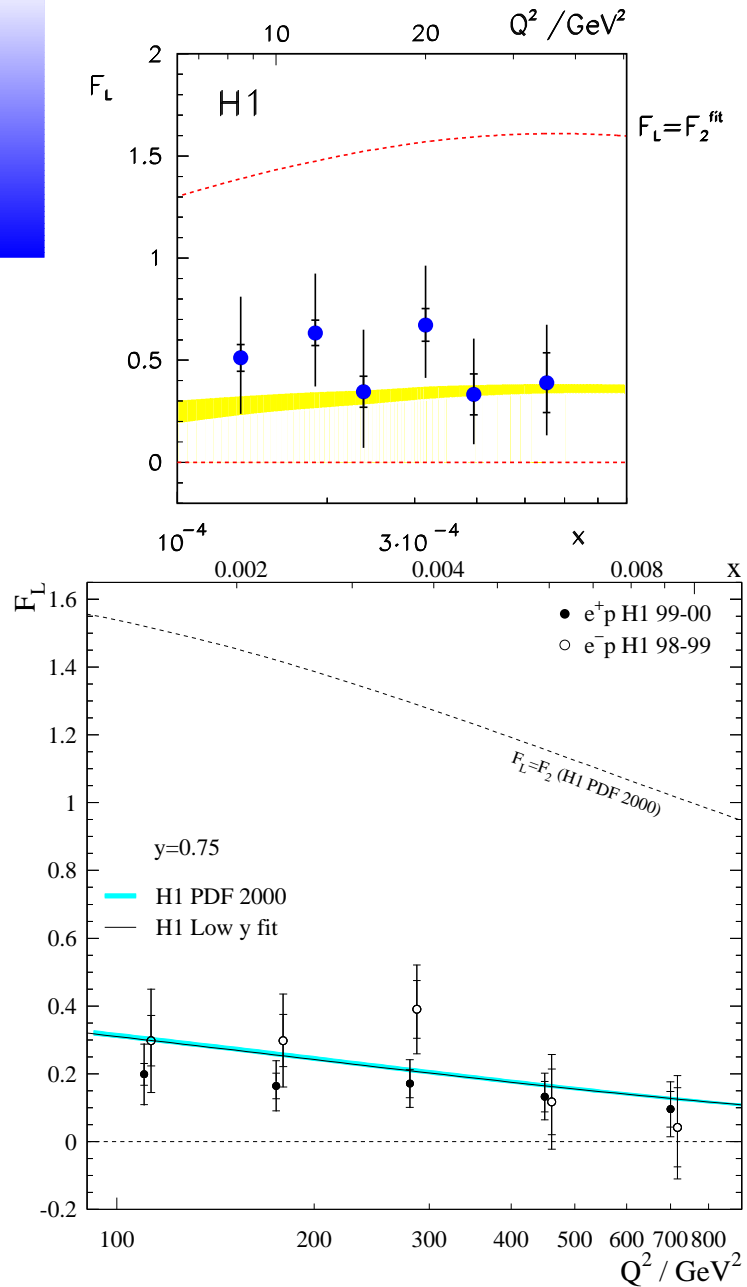 10 20 Q² /GeV²
2
F_L H1
F_L=F_2^fit
1.5
1
0.5
0
10⁻⁴ 3·10⁻⁴ x
0.002 0.004 0.006 0.008 x
F_L
1.6
e⁺p H1 99-00
e⁻p H1 98-99
1.4
1.2
F_L=F_2 (H1 PDF 2000)
1
y=0.75
0.8
H1 PDF 2000
H1 Low y fit
0.6
0.4
0.2
0
-0.2
100 200 300 400 500 600 700 800
Q² / GeV²